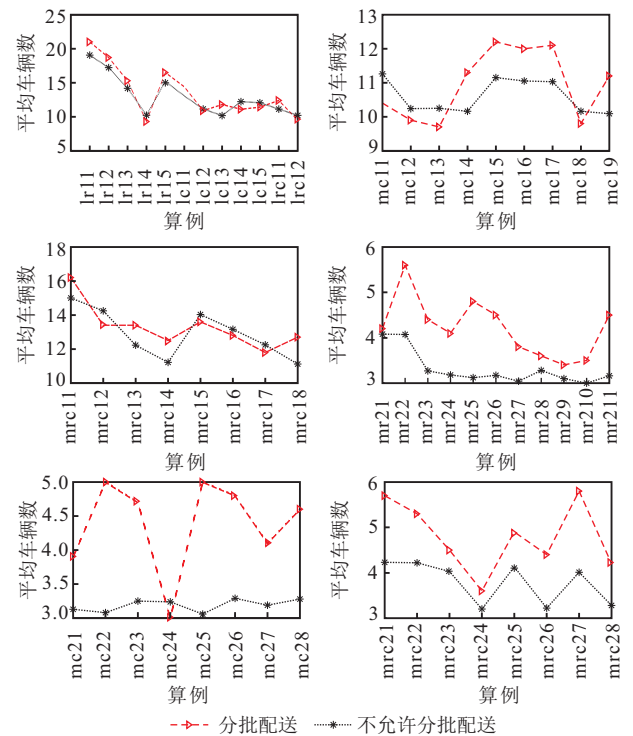 平均车辆数
25
20
15
10
5
lr11 lr12 lr13 lr14 lr15 lc11 lc12 lc13 lc14 lc15 lrc11 lrc12
算例
平均车辆数
13
12
11
10
9
mc11 mc12 mc13 mc14 mc15 mc16 mc17 mc18 mc19
算例
平均车辆数
18
16
14
12
10
mrc11 mrc12 mrc13 mrc14 mrc15 mrc16 mrc17 mrc18
算例
平均车辆数
6
5
4
3
mr21 mr22 mr23 mr24 mr25 mr26 mr27 mr28 mr29 mr210 mr211
算例
平均车辆数
5.0
4.5
4.0
3.5
3.0
mc21 mc22 mc23 mc24 mc25 mc26 mc27 mc28
算例
平均车辆数
6
5
4
3
mrc21 mrc22 mrc23 mrc24 mrc25 mrc26 mrc27 mrc28
算例
分批配送 不允许分批配送